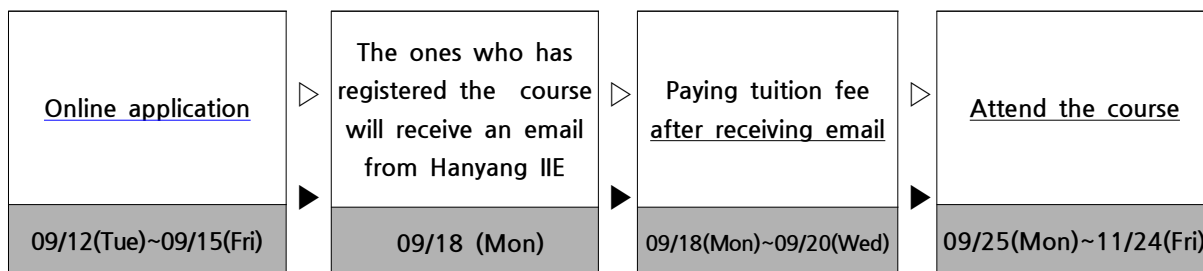 Online application
09/12(Tue)~09/15(Fri)
The ones who has
registered the course
will receive an email
from Hanyang IIE
09/18 (Mon)
Paying tuition fee
after receiving email
09/18(Mon)~09/20(Wed)
Attend the course
09/25(Mon)~11/24(Fri)